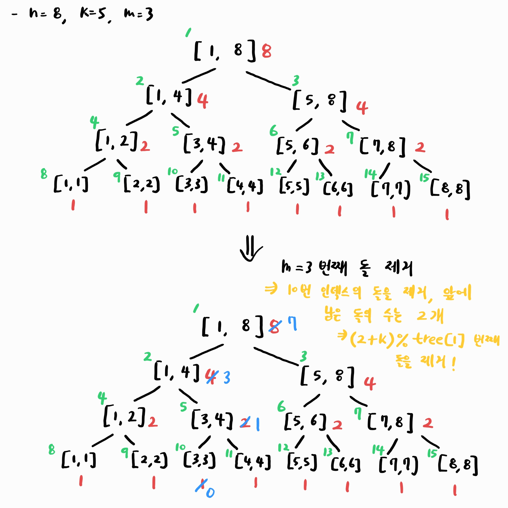 - n=8, k=5, m=3
1 [1, 8] 8
2 [1, 4] 4 3 [5, 8] 4
4 [1, 2] 2 5 [3, 4] 2 6 [5, 6] 2 7 [7, 8] 2
8 [1,1] 9 [2,2] 10 [3,3] 11 [4,4] 12 [5,5] 13 [6,6] 14 [7,7] 15 [8,8]
1 1 1 1 1 1 1 1
⇓
m=3 번째 돌 제거
⇒ 10번 인덱스의 돌을 제거, 앞에
남은 돌의 수는 2개
⇒ (2+k)% tree[1] 번째
돌을 제거!
1 [1, 8] 8 7
2 [1, 4] 4 3 3 [5, 8] 4
4 [1, 2] 2 5 [3, 4] 2 1 6 [5, 6] 2 7 [7, 8] 2
8 [1,1] 9 [2,2] 10 [3,3] 11 [4,4] 12 [5,5] 13 [6,6] 14 [7,7] 15 [8,8]
1 1 1 0 1 1 1 1 1